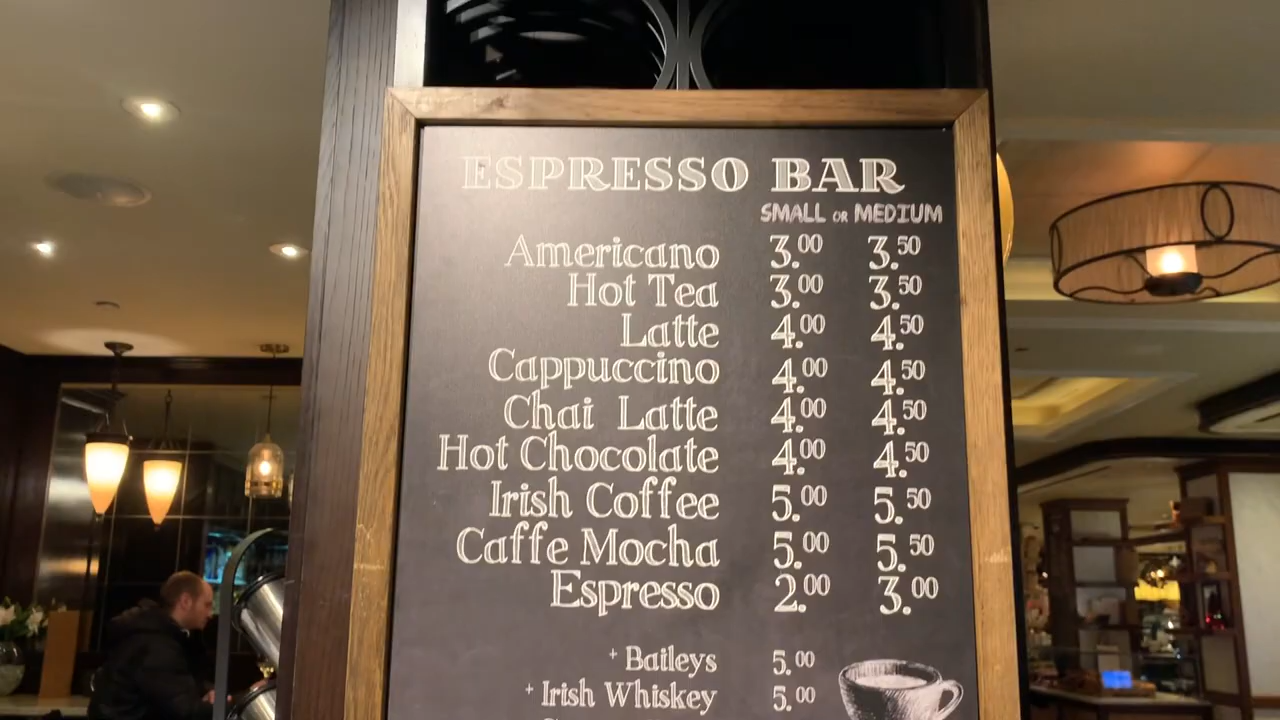 ESPRESSO BAR
SMALL OR MEDIUM
Americano 3.00 3.50
Hot Tea 3.00 3.50
Latte 4.00 4.50
Cappuccino 4.00 4.50
Chai Latte 4.00 4.50
Hot Chocolate 4.00 4.50
Irish Coffee 5.00 5.50
Caffe Mocha 5.00 5.50
Espresso 2.00 3.00
+ Baileys 5.00
+ Irish Whiskey 5.00